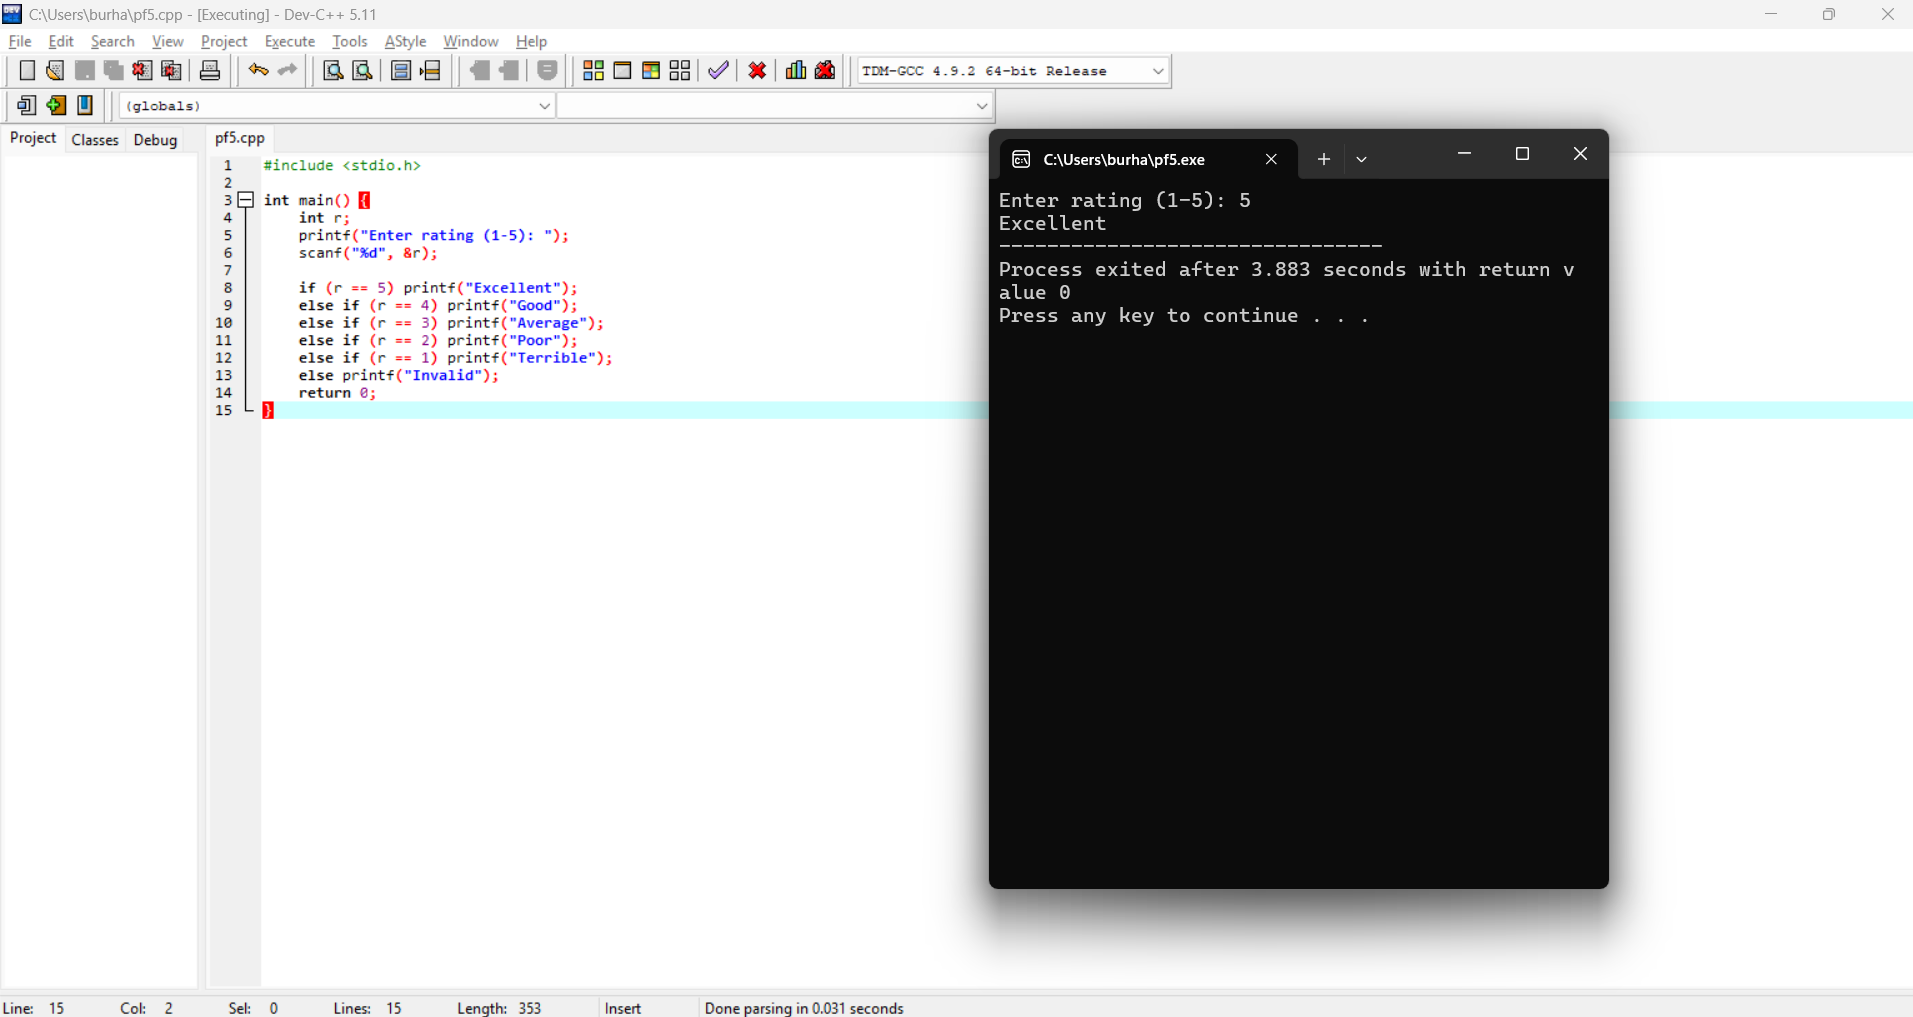 C:\Users\burha\pf5.cpp - [Executing] - Dev-C++ 5.11
File Edit Search View Project Execute Tools AStyle Window Help
TDM-GCC 4.9.2 64-bit Release
(globals)
Project Classes Debug
pf5.cpp
1 #include <stdio.h>
2
3 int main() {
4     int r;
5     printf("Enter rating (1-5): ");
6     scanf("%d", &r);
7
8     if (r == 5) printf("Excellent");
9     else if (r == 4) printf("Good");
10     else if (r == 3) printf("Average");
11     else if (r == 2) printf("Poor");
12     else if (r == 1) printf("Terrible");
13     else printf("Invalid");
14     return 0;
15 }
C:\Users\burha\pf5.exe
Enter rating (1-5): 5
Excellent
--------------------------------
Process exited after 3.883 seconds with return v
alue 0
Press any key to continue . . .
Line: 15 Col: 2 Sel: 0 Lines: 15 Length: 353 Insert Done parsing in 0.031 seconds